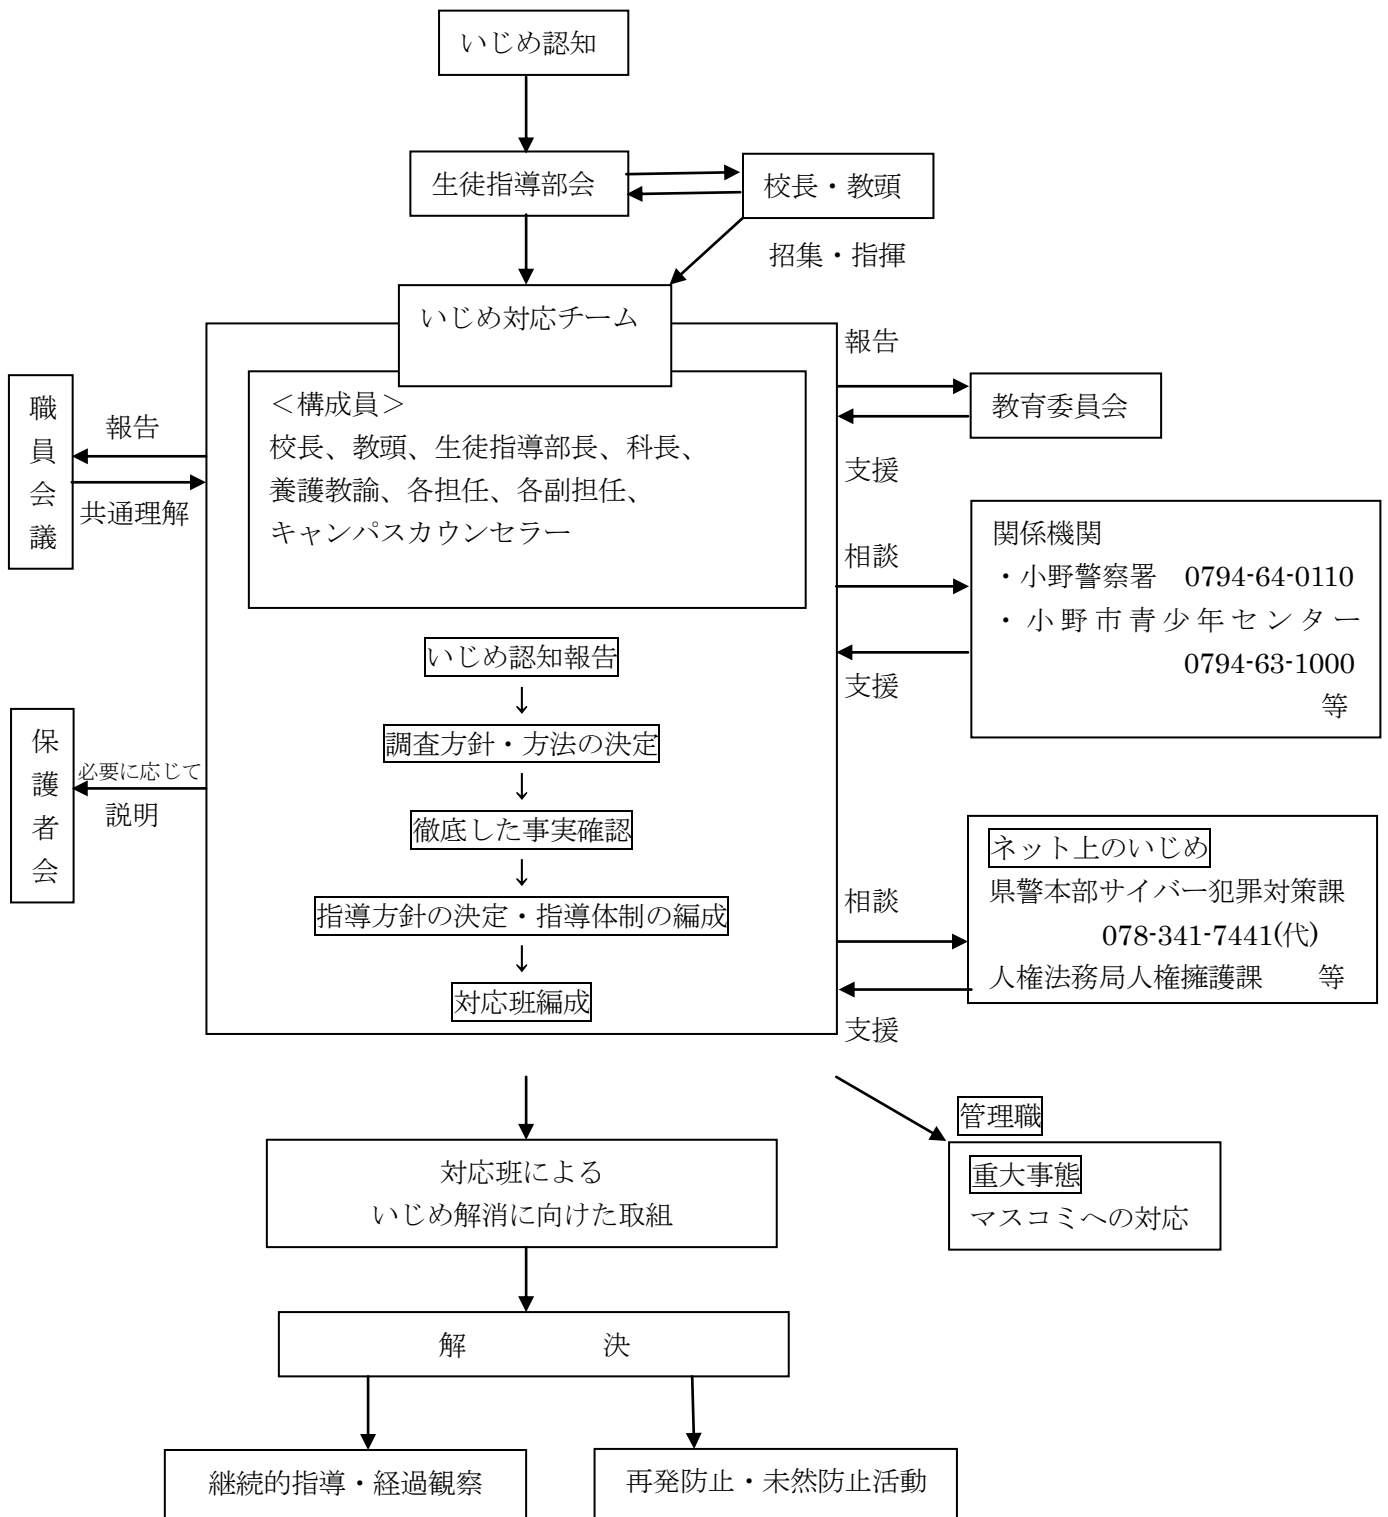 いじめ認知
生徒指導部会
校長・教頭
招集・指揮
いじめ対応チーム
<構成員>
校長、教頭、生徒指導部長、科長、
養護教諭、各担任、各副担任、
キャンパスカウンセラー
職員会議
報告
共通理解
保護者会
必要に応じて
説明
いじめ認知報告
↓
調査方針・方法の決定
↓
徹底した事実確認
↓
指導方針の決定・指導体制の編成
↓
対応班編成
報告
教育委員会
支援
相談
関係機関
・小野警察署 0794-64-0110
・小野市青少年センター
0794-63-1000
等
支援
相談
ネット上のいじめ
県警本部サイバー犯罪対策課
078-341-7441(代)
人権法務局人権擁護課 等
支援
管理職
重大事態
マスコミへの対応
対応班による
いじめ解消に向けた取組
解 決
継続的指導・経過観察
再発防止・未然防止活動